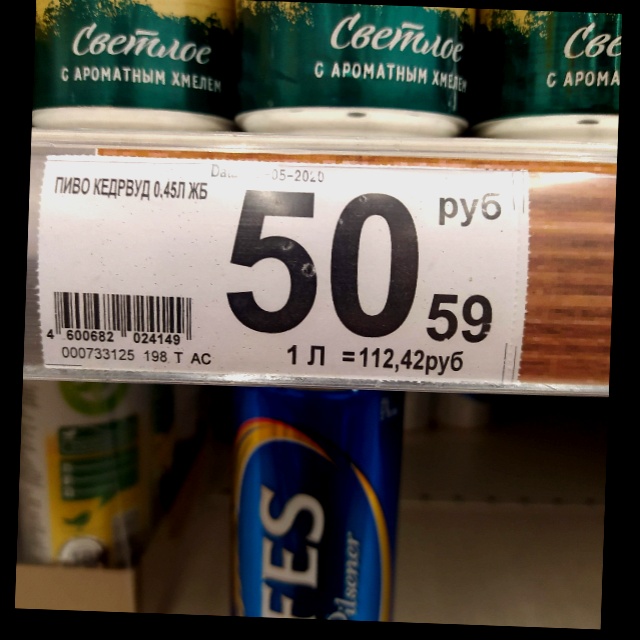 Светлое
С АРОМАТНЫМ ХМЕЛЕМ
Светлое
С АРОМАТНЫМ ХМЕЛЕМ
05-2020
ПИВО КЕДРВУД 0.45Л ЖБ
50 59 руб
4 600682 024149
000733125 198 Т АС
1 Л =112,42руб
Pilsener